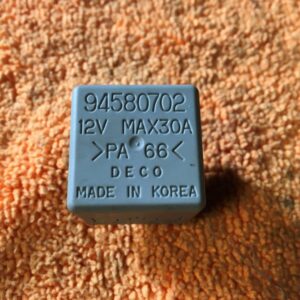 94580702
12V MAX30A
>PA 66<
DECO
MADE IN KOREA